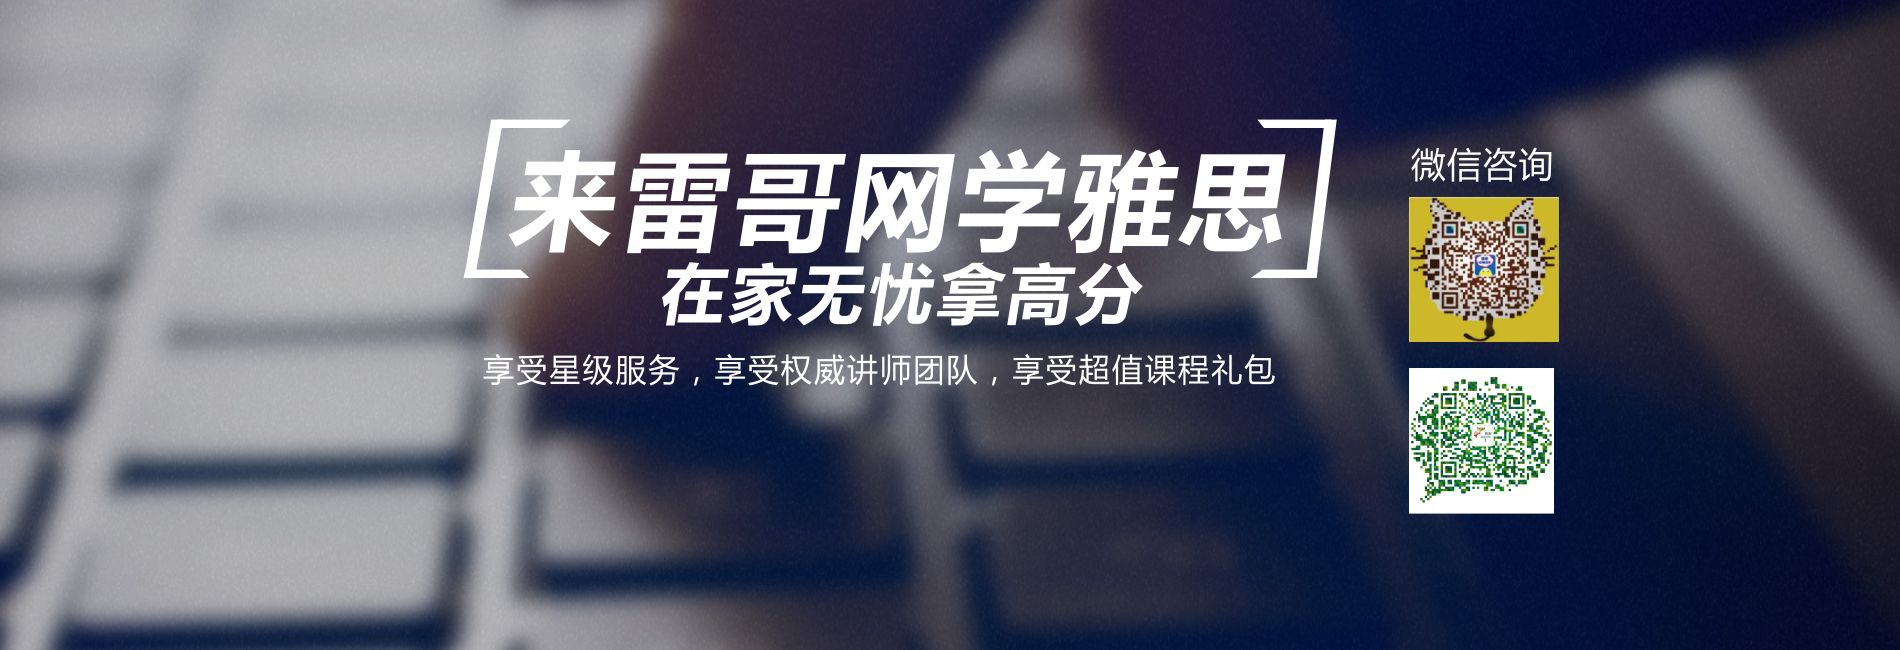 来雷哥网学雅思
在家无忧拿高分
享受星级服务，享受权威讲师团队，享受超值课程礼包
微信咨询